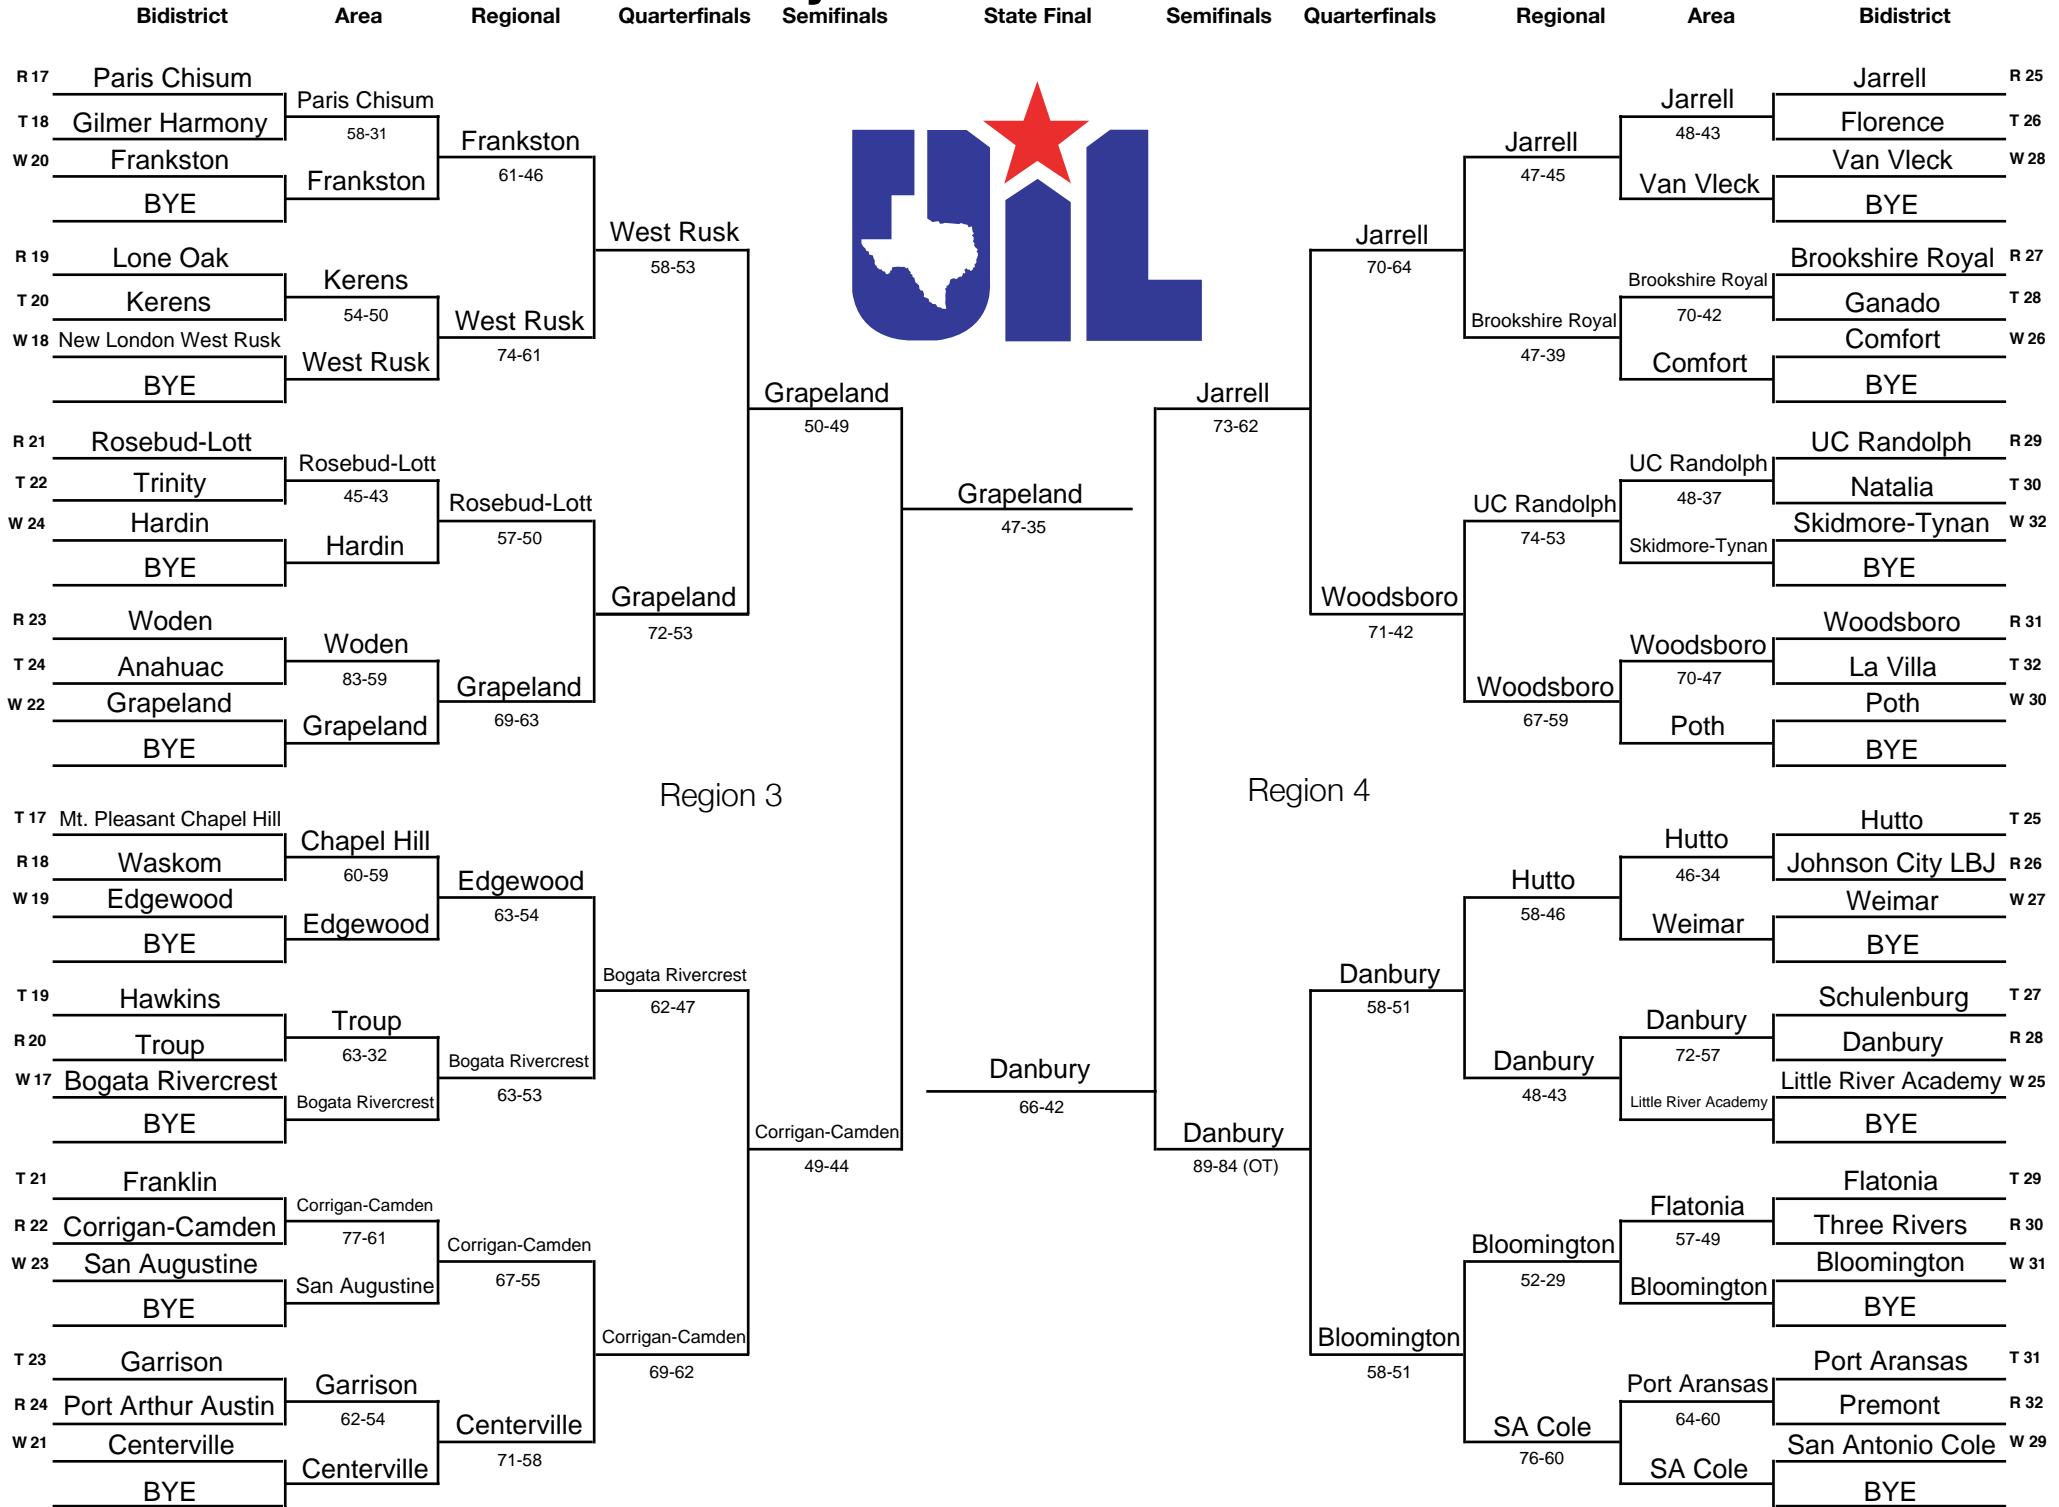 Bidistrict Area Regional Quarterfinals Semifinals State Final Semifinals Quarterfinals Regional Area Bidistrict
R 17 Paris Chisum
Paris Chisum
58-31
T 18 Gilmer Harmony
Frankston
61-46
W 20 Frankston
Frankston
BYE
West Rusk
58-53
R 19 Lone Oak
Kerens
54-50
T 20 Kerens
West Rusk
74-61
W 18 New London West Rusk
West Rusk
BYE
Grapeland
50-49
R 21 Rosebud-Lott
Rosebud-Lott
45-43
T 22 Trinity
Rosebud-Lott
57-50
W 24 Hardin
Hardin
BYE
Grapeland
72-53
R 23 Woden
Woden
83-59
T 24 Anahuac
Grapeland
69-63
W 22 Grapeland
Grapeland
BYE
Region 3
T 17 Mt. Pleasant Chapel Hill
Chapel Hill
60-59
R 18 Waskom
Edgewood
63-54
W 19 Edgewood
Edgewood
BYE
Bogata Rivercrest
62-47
T 19 Hawkins
Troup
63-32
R 20 Troup
Bogata Rivercrest
63-53
W 17 Bogata Rivercrest
Bogata Rivercrest
BYE
Corrigan-Camden
49-44
T 21 Franklin
Corrigan-Camden
77-61
R 22 Corrigan-Camden
Corrigan-Camden
67-55
W 23 San Augustine
San Augustine
BYE
Corrigan-Camden
69-62
T 23 Garrison
Garrison
62-54
R 24 Port Arthur Austin
Centerville
71-58
W 21 Centerville
Centerville
BYE
UIL
Grapeland
47-35
Danbury
66-42
Jarrell R 25
Jarrell
48-43
Florence T 26
Jarrell
47-45
Van Vleck W 28
Van Vleck
BYE
Jarrell
70-64
Brookshire Royal R 27
Brookshire Royal
70-42
Ganado T 28
Brookshire Royal
47-39
Comfort W 26
Comfort
BYE
Jarrell
73-62
UC Randolph R 29
UC Randolph
48-37
Natalia T 30
UC Randolph
74-53
Skidmore-Tynan W 32
Skidmore-Tynan
BYE
Woodsboro
71-42
Woodsboro R 31
Woodsboro
70-47
La Villa T 32
Woodsboro
67-59
Poth W 30
Poth
BYE
Region 4
Hutto T 25
Hutto
46-34
Johnson City LBJ R 26
Hutto
58-46
Weimar W 27
Weimar
BYE
Danbury
58-51
Schulenburg T 27
Danbury
72-57
Danbury R 28
Danbury
48-43
Little River Academy W 25
Little River Academy
BYE
Danbury
89-84 (OT)
Flatonia T 29
Flatonia
57-49
Three Rivers R 30
Bloomington
52-29
Bloomington W 31
Bloomington
BYE
Bloomington
58-51
Port Aransas T 31
Port Aransas
64-60
Premont R 32
SA Cole
76-60
San Antonio Cole W 29
SA Cole
BYE